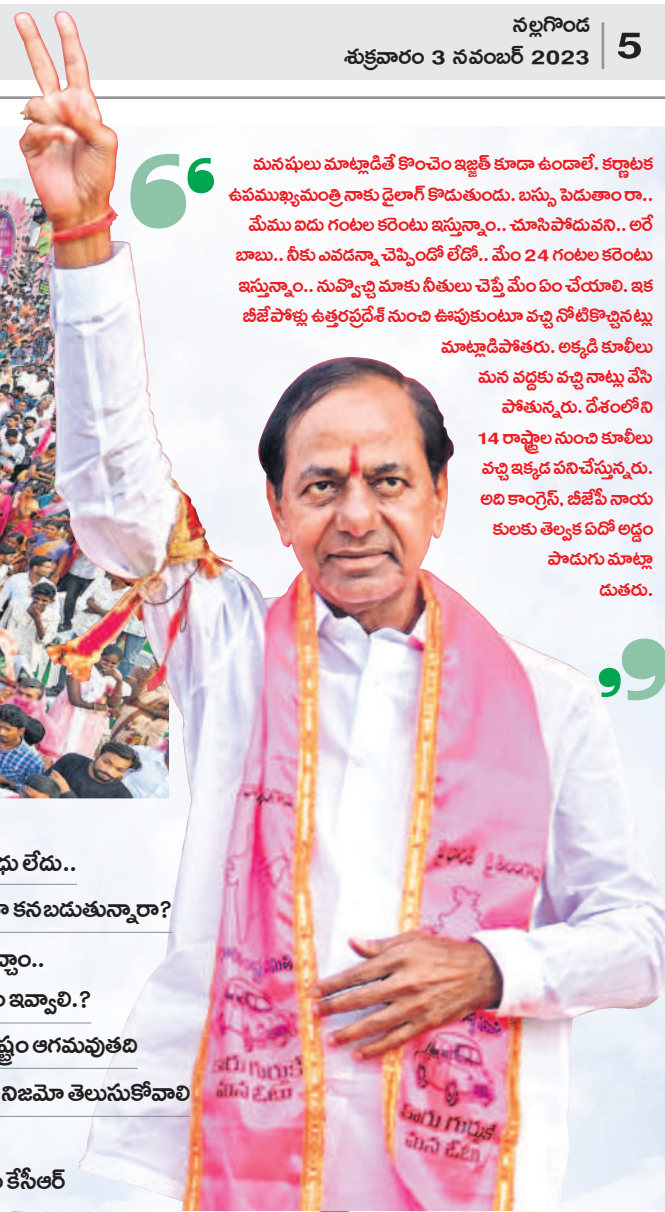 నల్లగొండ
శుక్రవారం 3 నవంబర్ 2023
5
మనషులు మాట్లాడితే కొంచెం ఇజ్జత్ కూడా ఉండాలే. కర్ణాటక
ఉపముఖ్యమంత్రి నాకు డైలాగ్ కొడుతుండు. బస్సు పెడుతాం రా..
మేము ఐదు గంటల కరెంటు ఇస్తున్నాం.. చూసిపోదువని.. అరే
బాబు.. నీకు ఎవడన్నా చెప్పిండో లేదో.. మేం 24 గంటల కరెంటు
ఇస్తున్నాం.. నువ్వొచ్చి మాకు నీతులు చెప్తే మేం ఏం చేయాలి. ఇక
బీజేపోళ్లు ఉత్తరప్రదేశ్ నుంచి ఊపుకుంటూ వచ్చి నోటికొచ్చినట్లు
మాట్లాడిపోతరు. అక్కడి కూలీలు
మన వద్దకు వచ్చి నాట్లు వేసి
పోతున్నరు. దేశంలోని
14 రాష్ట్రాల నుంచి కూలీలు
వచ్చి ఇక్కడ పనిచేస్తున్నరు.
అది కాంగ్రెస్, బీజేపీ నాయ
కులకు తెల్వక ఏదో అడ్డం
పొడుగు మాట్లా
డుతరు.
లేదు..
కనబడుతున్నారా?
ఇవ్వాలి.?
ఆగమవుతది
నిజమో తెలుసుకోవాలి
కేసీఆర్
కారు గుర్తుకే
మన ఓటు
కారు గుర్తుకే
మన ఓటు